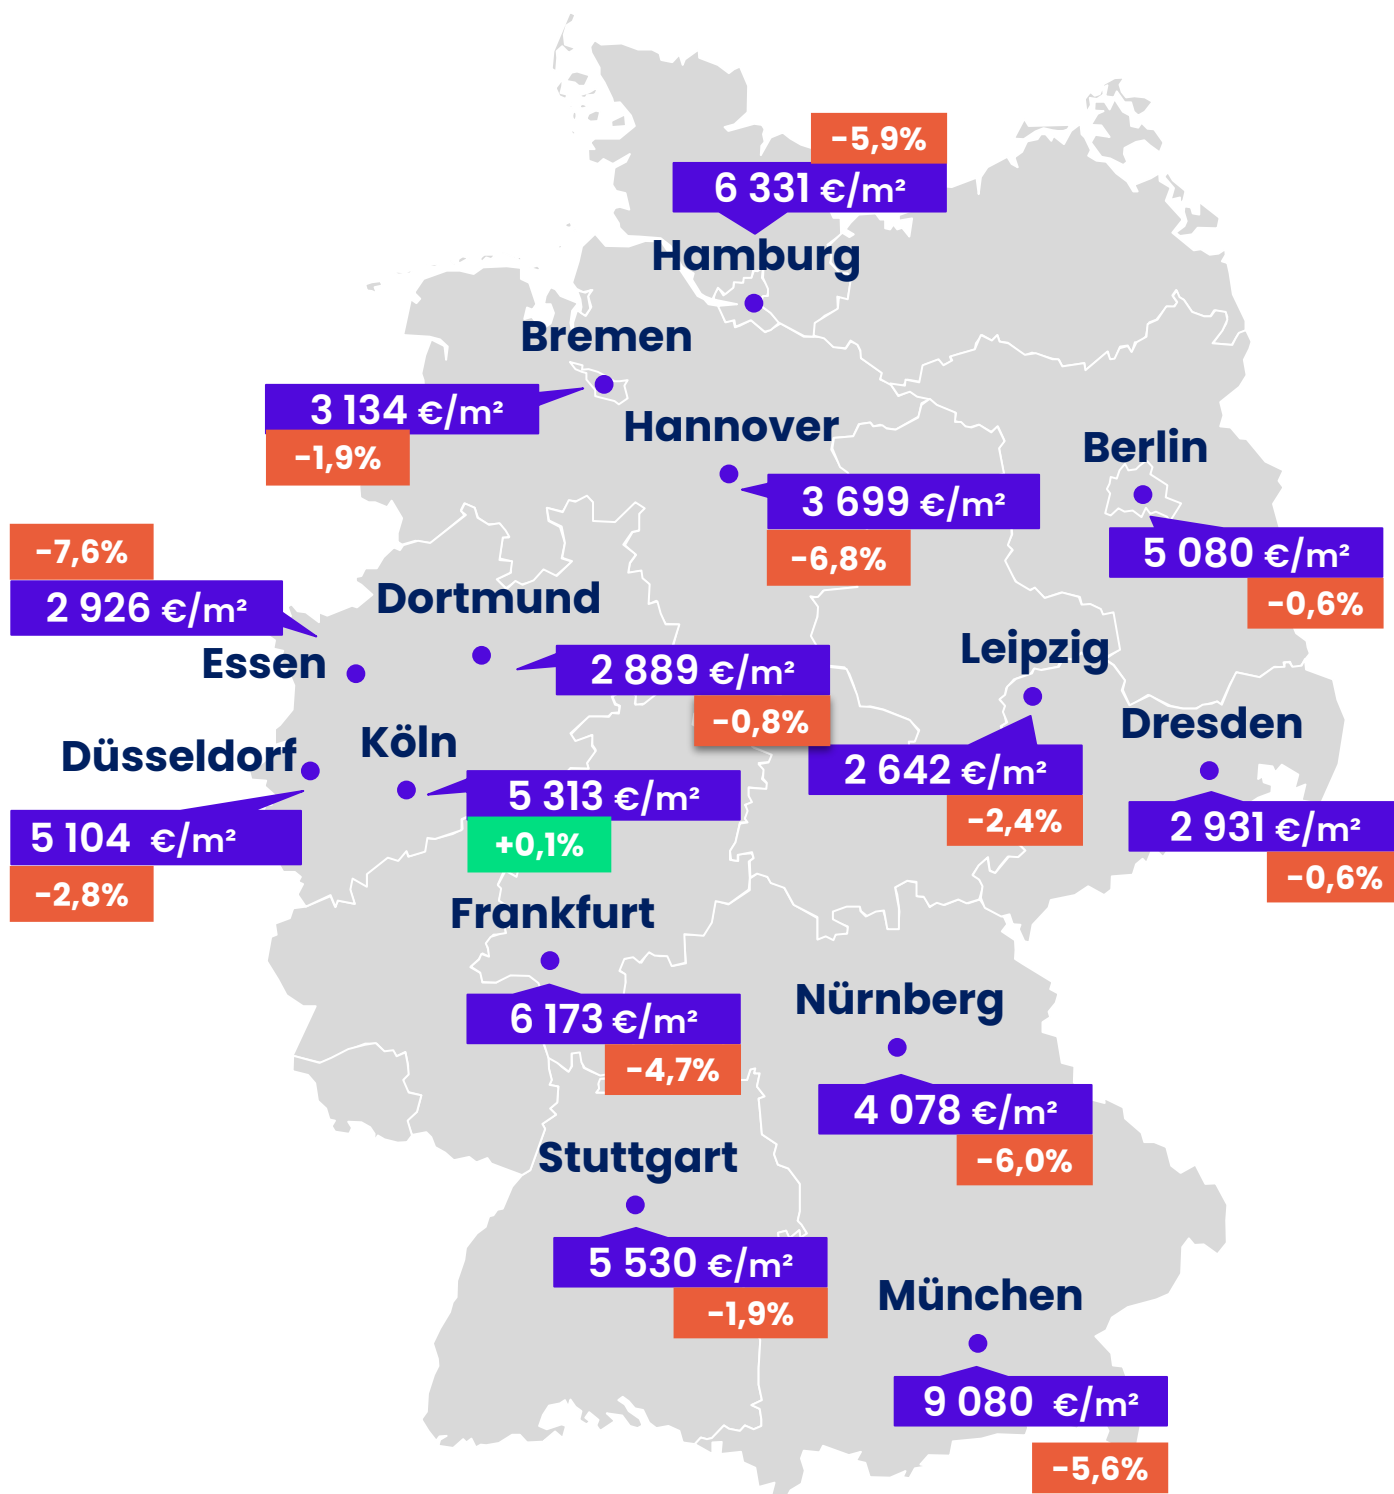 -5,9%
6 331 €/m²
Hamburg
Bremen
3 134 €/m²
-1,9%
Hannover
3 699 €/m²
-6,8%
Berlin
5 080 €/m²
-0,6%
-7,6%
2 926 €/m²
Essen
Dortmund
2 889 €/m²
-0,8%
Leipzig
2 642 €/m²
-2,4%
Dresden
2 931 €/m²
-0,6%
Düsseldorf
5 104 €/m²
-2,8%
Köln
5 313 €/m²
+0,1%
Frankfurt
6 173 €/m²
-4,7%
Nürnberg
4 078 €/m²
-6,0%
Stuttgart
5 530 €/m²
-1,9%
München
9 080 €/m²
-5,6%